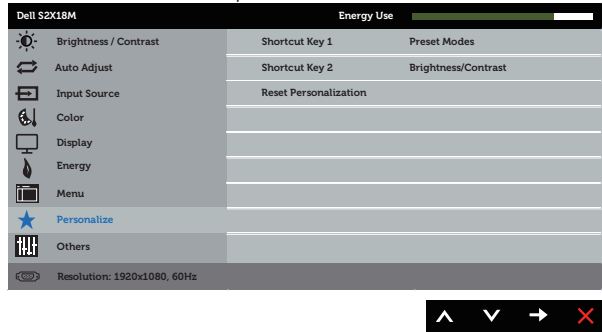 Dell S2X18M Energy Use
Brightness / Contrast Shortcut Key 1 Preset Modes
Auto Adjust Shortcut Key 2 Brightness/Contrast
Input Source Reset Personalization
Color
Display
Energy
Menu
Personalize
Others
Resolution: 1920x1080, 60Hz